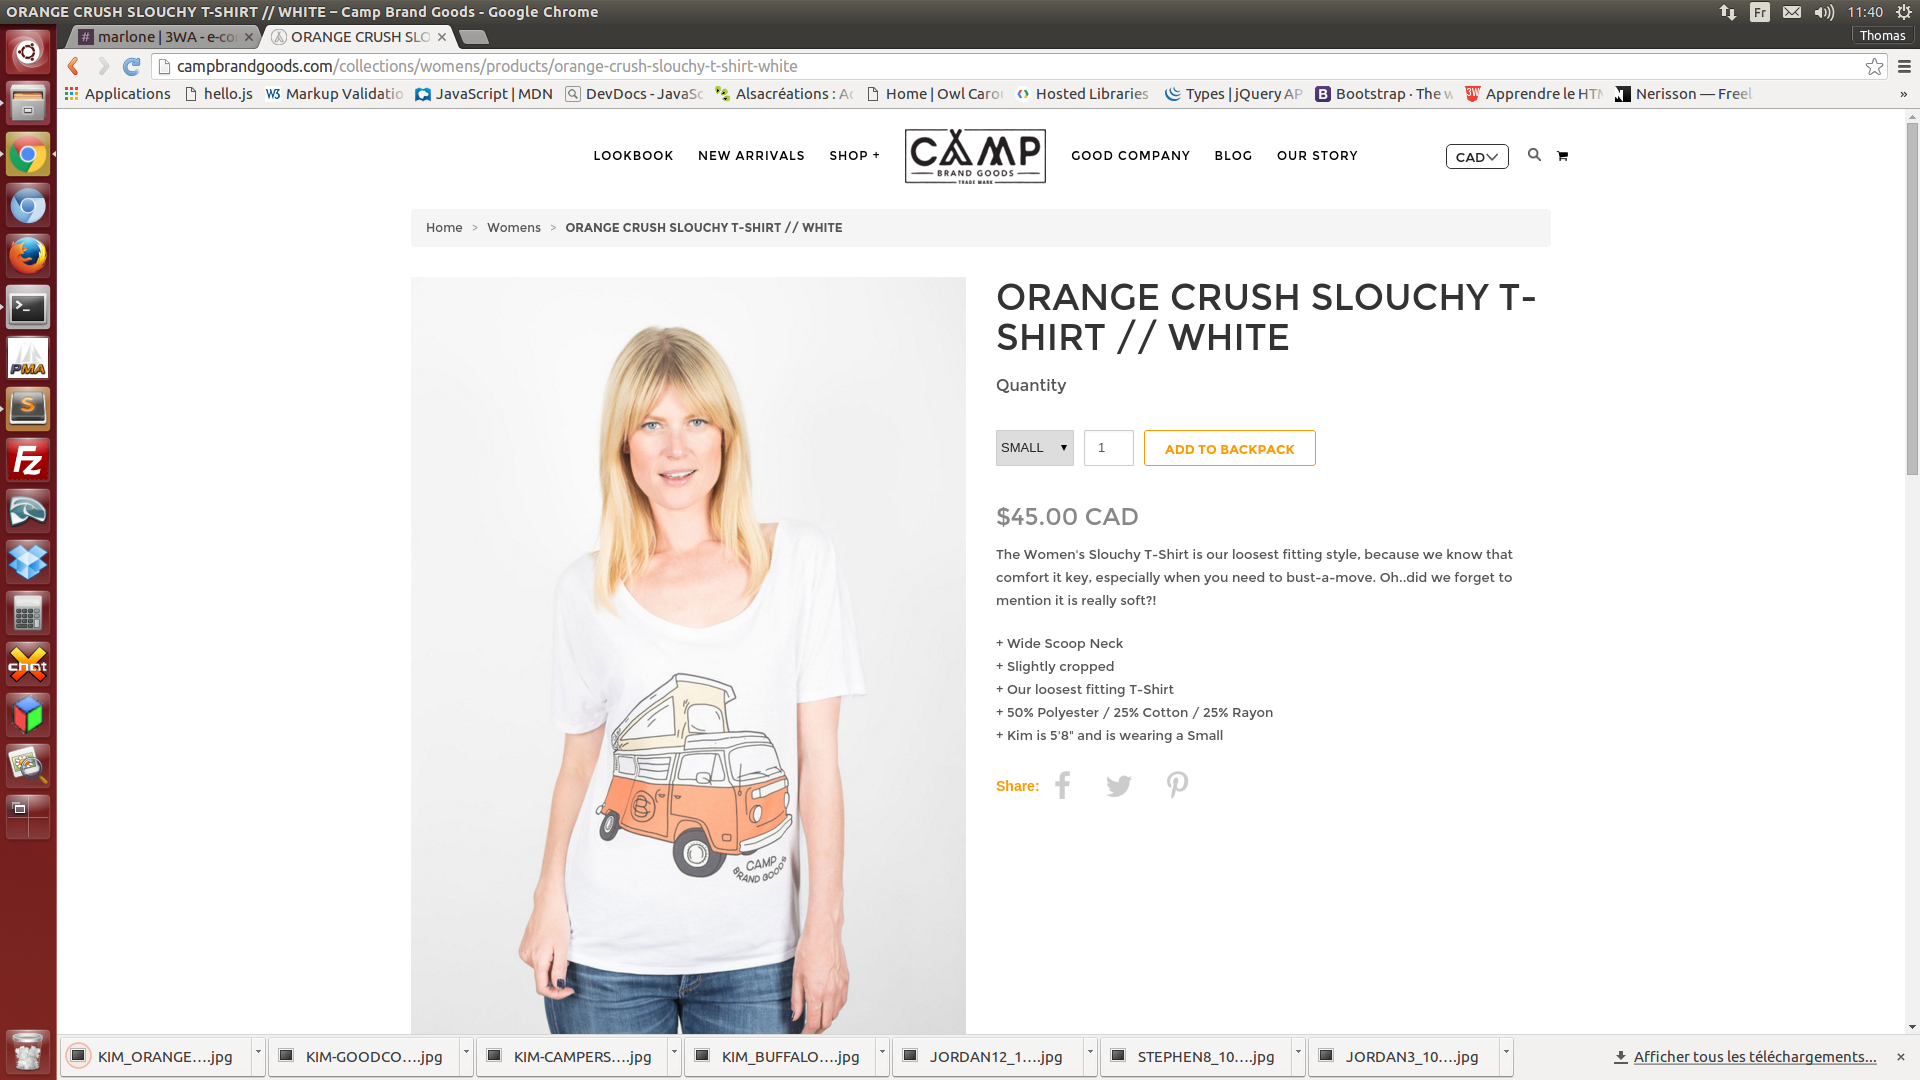 ORANGE CRUSH SLOUCHY T-SHIRT // WHITE – Camp Brand Goods - Google Chrome
Fr
11:40
marlone | 3WA - e-co
ORANGE CRUSH SLO
Thomas
campbrandgoods.com/collections/womens/products/orange-crush-slouchy-t-shirt-white
Applications
hello.js
Markup Validatio
JavaScript | MDN
DevDocs - JavaSc
Alsacréations : Ac
Home | Owl Carou
Hosted Libraries
Types | jQuery AP
Bootstrap · The w
Apprendre le HTM
Nerisson — Freel
»
LOOKBOOK
NEW ARRIVALS
SHOP +
CAMP
BRAND GOODS
TRADE MARK
GOOD COMPANY
BLOG
OUR STORY
CAD
Home > Womens > ORANGE CRUSH SLOUCHY T-SHIRT // WHITE
ORANGE CRUSH SLOUCHY T-
SHIRT // WHITE
Quantity
SMALL
1
ADD TO BACKPACK
$45.00 CAD
The Women's Slouchy T-Shirt is our loosest fitting style, because we know that
comfort it key, especially when you need to bust-a-move. Oh..did we forget to
mention it is really soft?!
+ Wide Scoop Neck
+ Slightly cropped
+ Our loosest fitting T-Shirt
+ 50% Polyester / 25% Cotton / 25% Rayon
+ Kim is 5'8" and is wearing a Small
Share:
CAMP
BRAND GOODS
PMA
S
Fz
chat
KIM_ORANGE....jpg
KIM-GOODCO....jpg
KIM-CAMPERS....jpg
KIM_BUFFALO....jpg
JORDAN12_1....jpg
STEPHEN8_10....jpg
JORDAN3_10....jpg
Afficher tous les téléchargements...